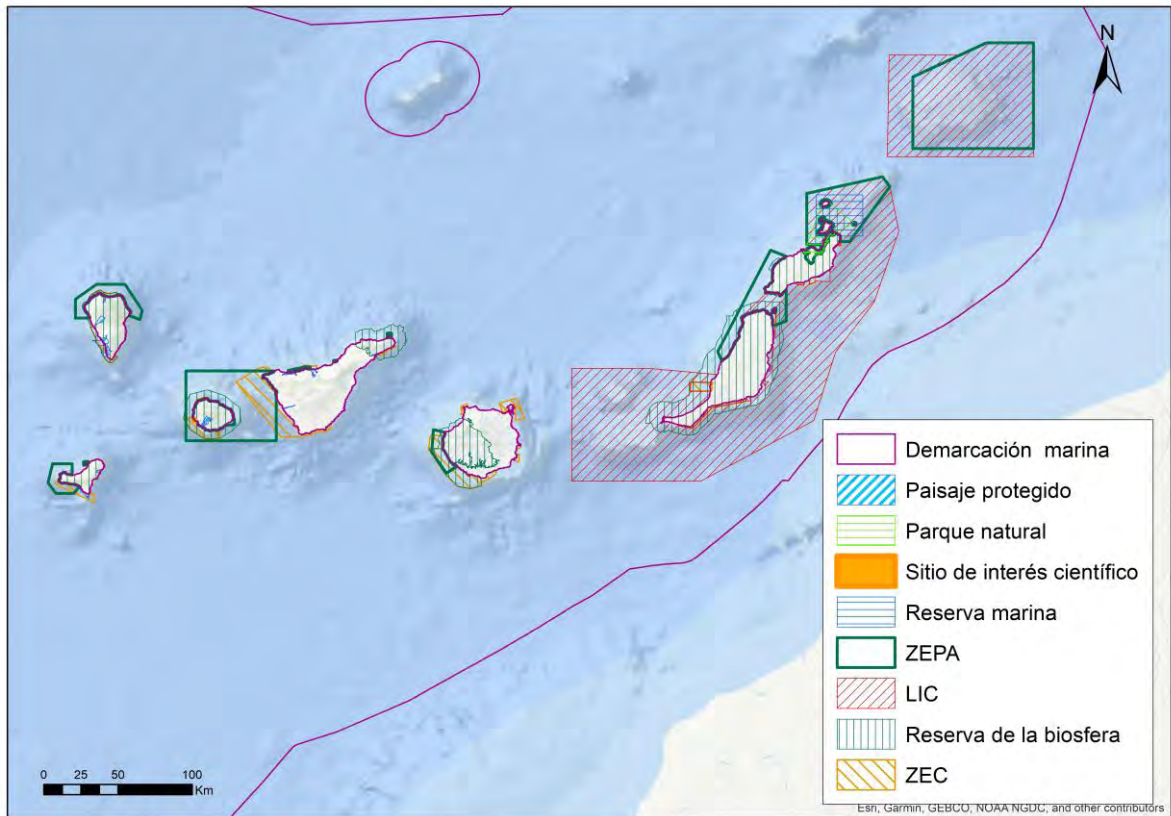 N
Demarcación marina
Paisaje protegido
Parque natural
Sitio de interés científico
Reserva marina
ZEPA
LIC
Reserva de la biosfera
ZEC
0 25 50 100
Km
Esri, Garmin, GEBCO, NOAA NGDC, and other contributors